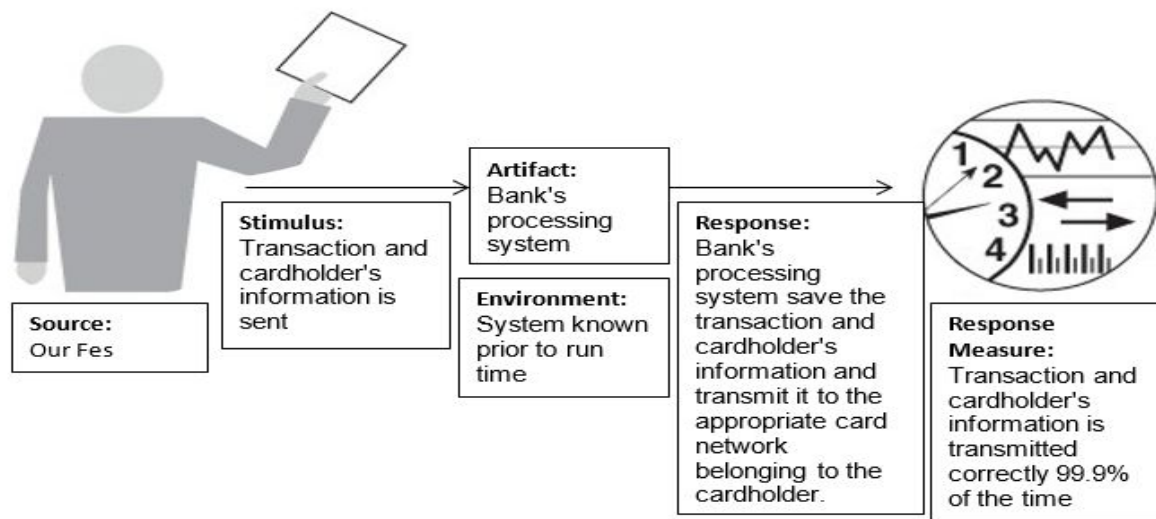 Source:
Our Fes
Stimulus:
Transaction and
cardholder's
information is
sent
Artifact:
Bank's
processing
system
Environment:
System known
prior to run
time
Response:
Bank's
processing
system save the
transaction and
cardholder's
information and
transmit it to the
appropriate card
network
belonging to the
cardholder.
1
2
3
4
Response
Measure:
Transaction and
cardholder's
information is
transmitted
correctly 99.9%
of the time